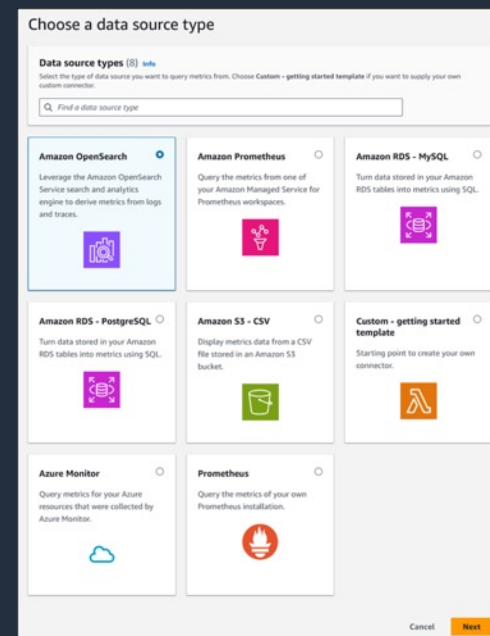 Choose a data source type
Data source types (8) Info
Select the type of data source you want to query metrics from. Choose Custom - getting started template if you want to supply your own
custom connector.
Find a data source type
Amazon OpenSearch
Leverage the Amazon OpenSearch
Service search and analytics
engine to derive metrics from logs
and traces.
Amazon Prometheus
Query the metrics from one of
your Amazon Managed Service for
Prometheus workspaces.
Amazon RDS - MySQL
Turn data stored in your Amazon
RDS tables into metrics using SQL.
Amazon RDS - PostgreSQL
Turn data stored in your Amazon
RDS tables into metrics using SQL.
Amazon S3 - CSV
Display metrics data from a CSV
file stored in an Amazon S3
bucket.
Custom - getting started
template
Starting point to create your own
connector.
Azure Monitor
Query metrics for your Azure
resources that were collected by
Azure Monitor.
Prometheus
Query the metrics of your own
Prometheus installation.
Cancel
Next